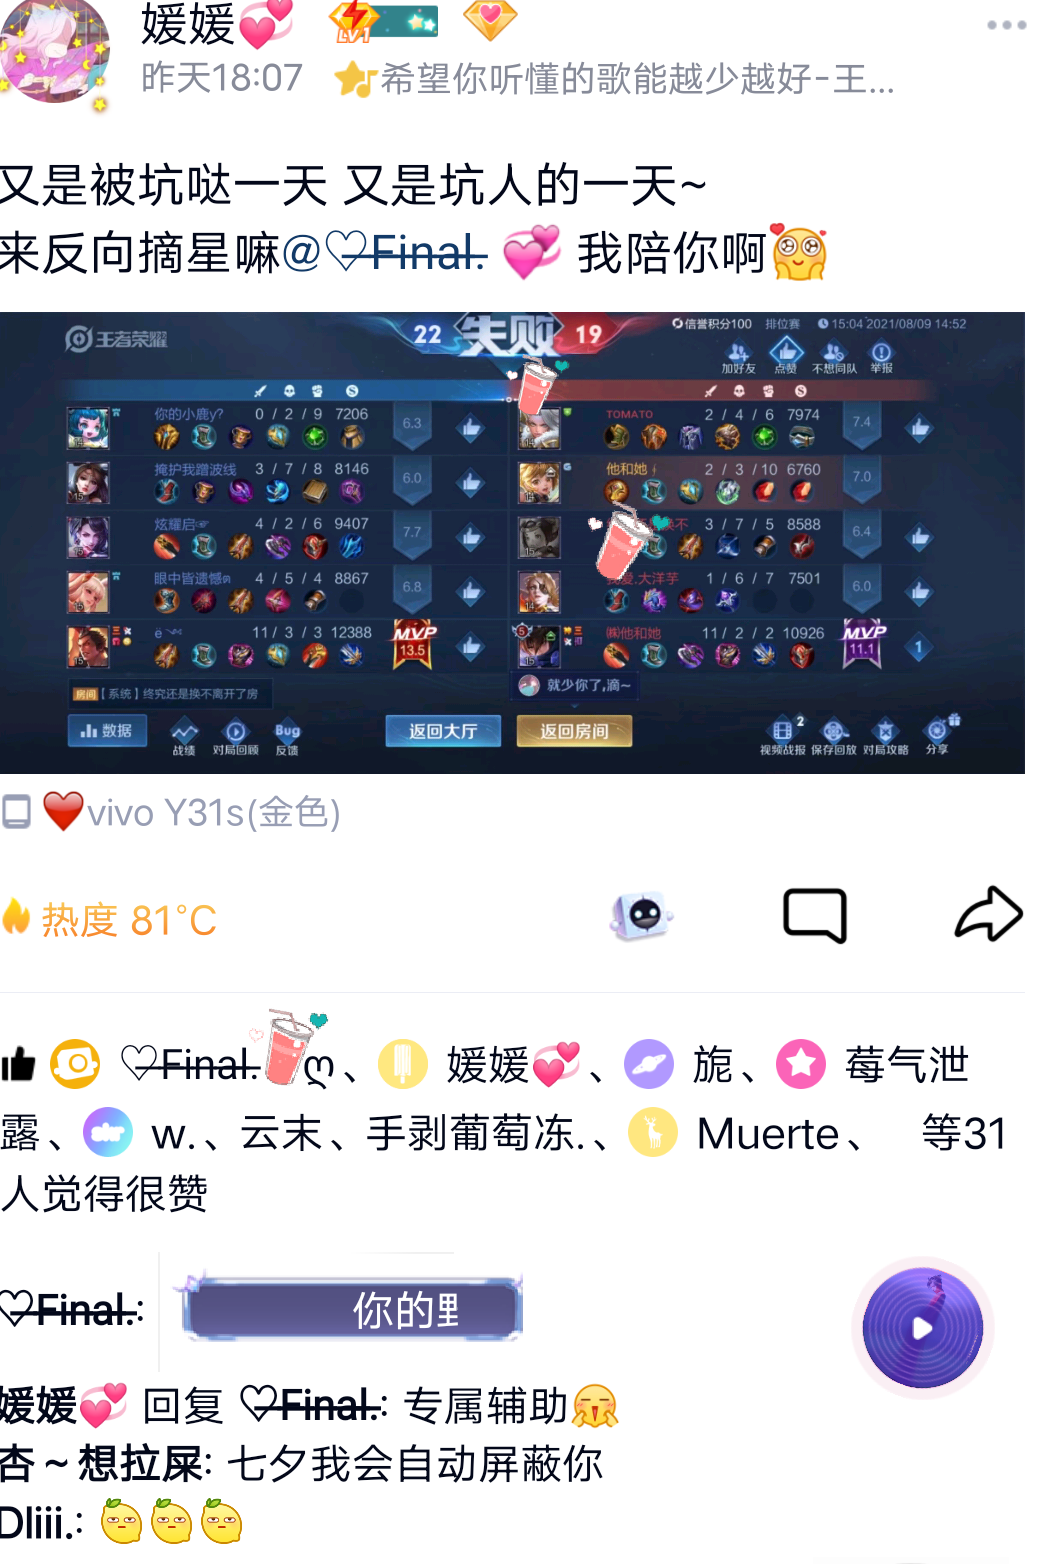 媛媛
LV1
昨天18:07 希望你听懂的歌能越少越好-王...
又是被坑哒一天 又是坑人的一天~
来反向摘星嘛@♡Final. 我陪你啊
王者荣耀
22 失败 19
信誉积分100 排位赛 15:04 2021/08/09 14:52
加好友 点赞 不想同队 举报
你的小鹿y? 0 / 2 / 9 7206 6.3
TOMATO 2 / 4 / 6 7974 7.4
掩护我蹭波线 3 / 7 / 8 8146 6.0
他和她 2 / 3 / 10 6760 7.0
炫耀启☞ 4 / 2 / 6 9407 7.7
换不 3 / 7 / 5 8588 6.4
眼中皆遗憾ต 4 / 5 / 4 8867 6.8
我爱.大洋芋 1 / 6 / 7 7501 6.0
ë 11 / 3 / 3 12388 MVP 13.5
㈱他和她 11 / 2 / 2 10926 MVP 11.1 1
房间【系统】终究还是换不离开了房
就少你了,滴~
数据 战绩 对局回顾 Bug反馈 返回大厅 返回房间 视频战报 2 保存回放 对局攻略 分享
vivo Y31s(金色)
热度 81°C
♡Final. ღ、 媛媛、 旎、 莓气泄
露、 w.、云末、手剥葡萄冻.、 Muerte、 等31
人觉得很赞
♡Final.: 你的
媛媛 回复 ♡Final.: 专属辅助
杏~想拉屎: 七夕我会自动屏蔽你
Dliii.: